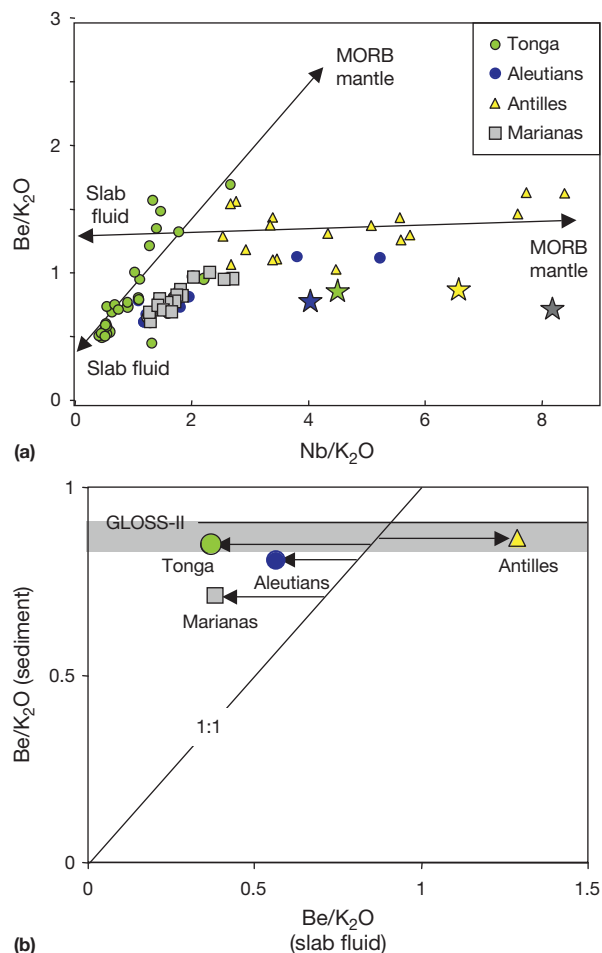 3
2
1
0
Be/K₂O
MORB
mantle
Tonga
Aleutians
Antilles
Marianas
Slab
fluid
MORB
mantle
Slab fluid
0
2
4
6
8
Nb/K₂O
(a)
1
0.5
0
Be/K₂O (sediment)
GLOSS-II
Tonga
Aleutians
Antilles
Marianas
1:1
0
0.5
1
1.5
Be/K₂O
(slab fluid)
(b)